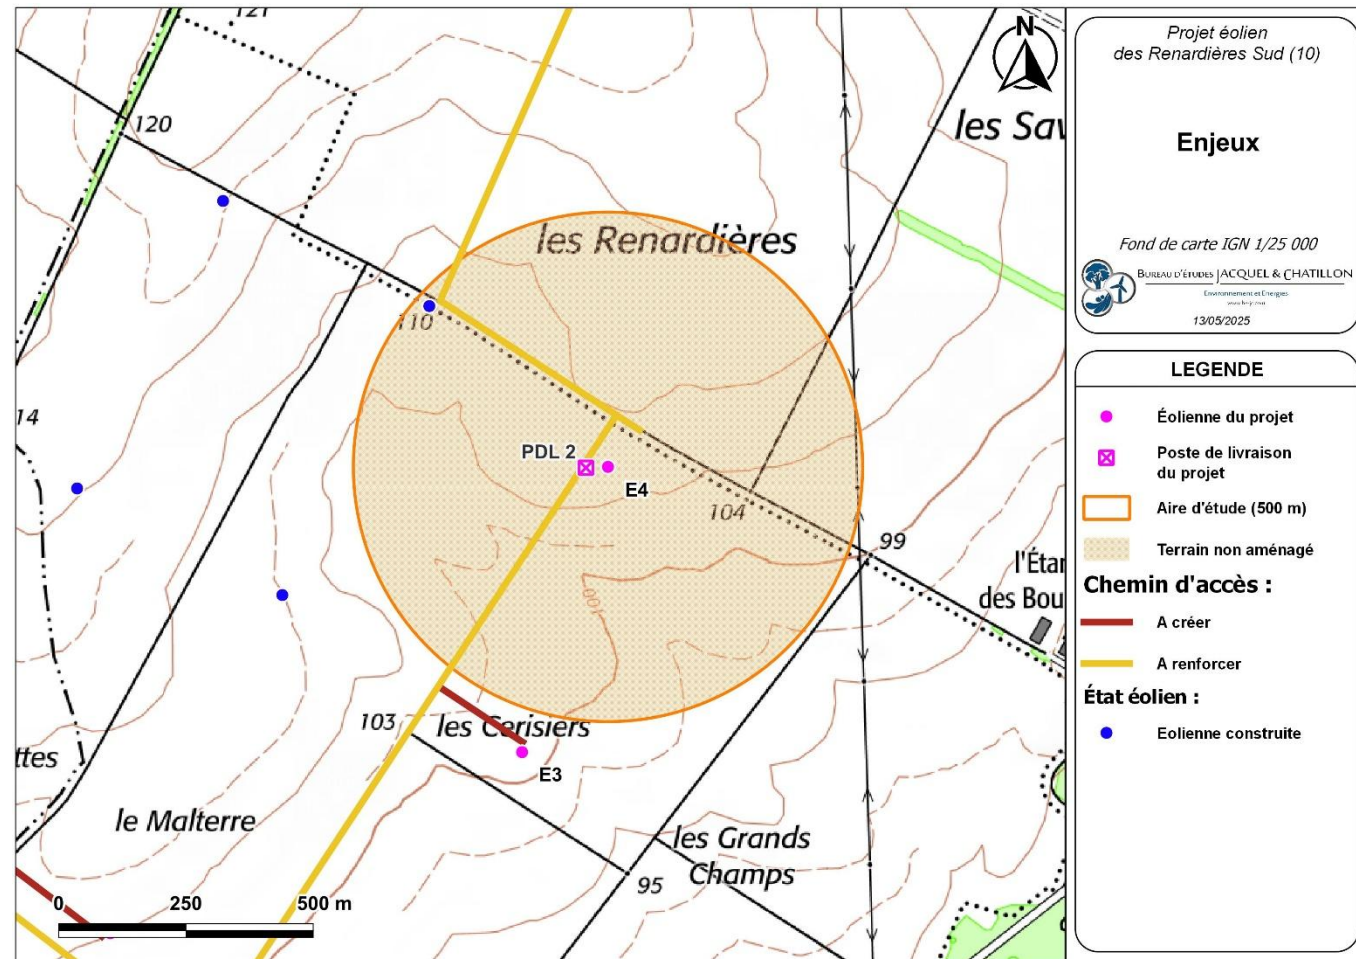 121
120
les Sav
les Renardières
110
14
PDL 2
E4
104
99
l'Étan
des Bou
100
103
les Cerisiers
E3
ttes
le Malterre
les Grands
Champs
95
0 250 500 m
N
Projet éolien
des Renardières Sud (10)
Enjeux
Fond de carte IGN 1/25 000
BUREAU D'ÉTUDES JACQUEL & CHATILLON
Environnement et Energies
13/05/2025
LEGENDE
Éolienne du projet
Poste de livraison
du projet
Aire d'étude (500 m)
Terrain non aménagé
Chemin d'accès :
A créer
A renforcer
État éolien :
Eolienne construite